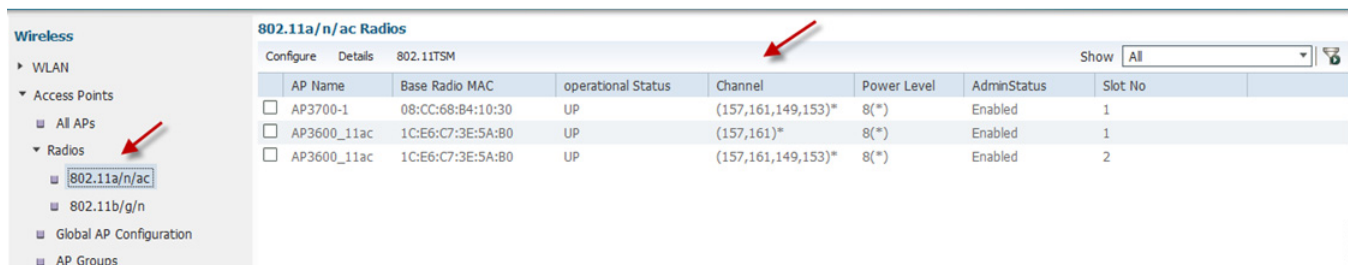 Wireless
WLAN
Access Points
All APs
Radios
802.11a/n/ac
802.11b/g/n
Global AP Configuration
AP Groups
802.11a/n/ac Radios
Configure Details 802.11TSM Show All
AP Name Base Radio MAC operational Status Channel Power Level AdminStatus Slot No
AP3700-1 08:CC:68:B4:10:30 UP (157,161,149,153)* 8(*) Enabled 1
AP3600_11ac 1C:E6:C7:3E:5A:B0 UP (157,161)* 8(*) Enabled 1
AP3600_11ac 1C:E6:C7:3E:5A:B0 UP (157,161,149,153)* 8(*) Enabled 2